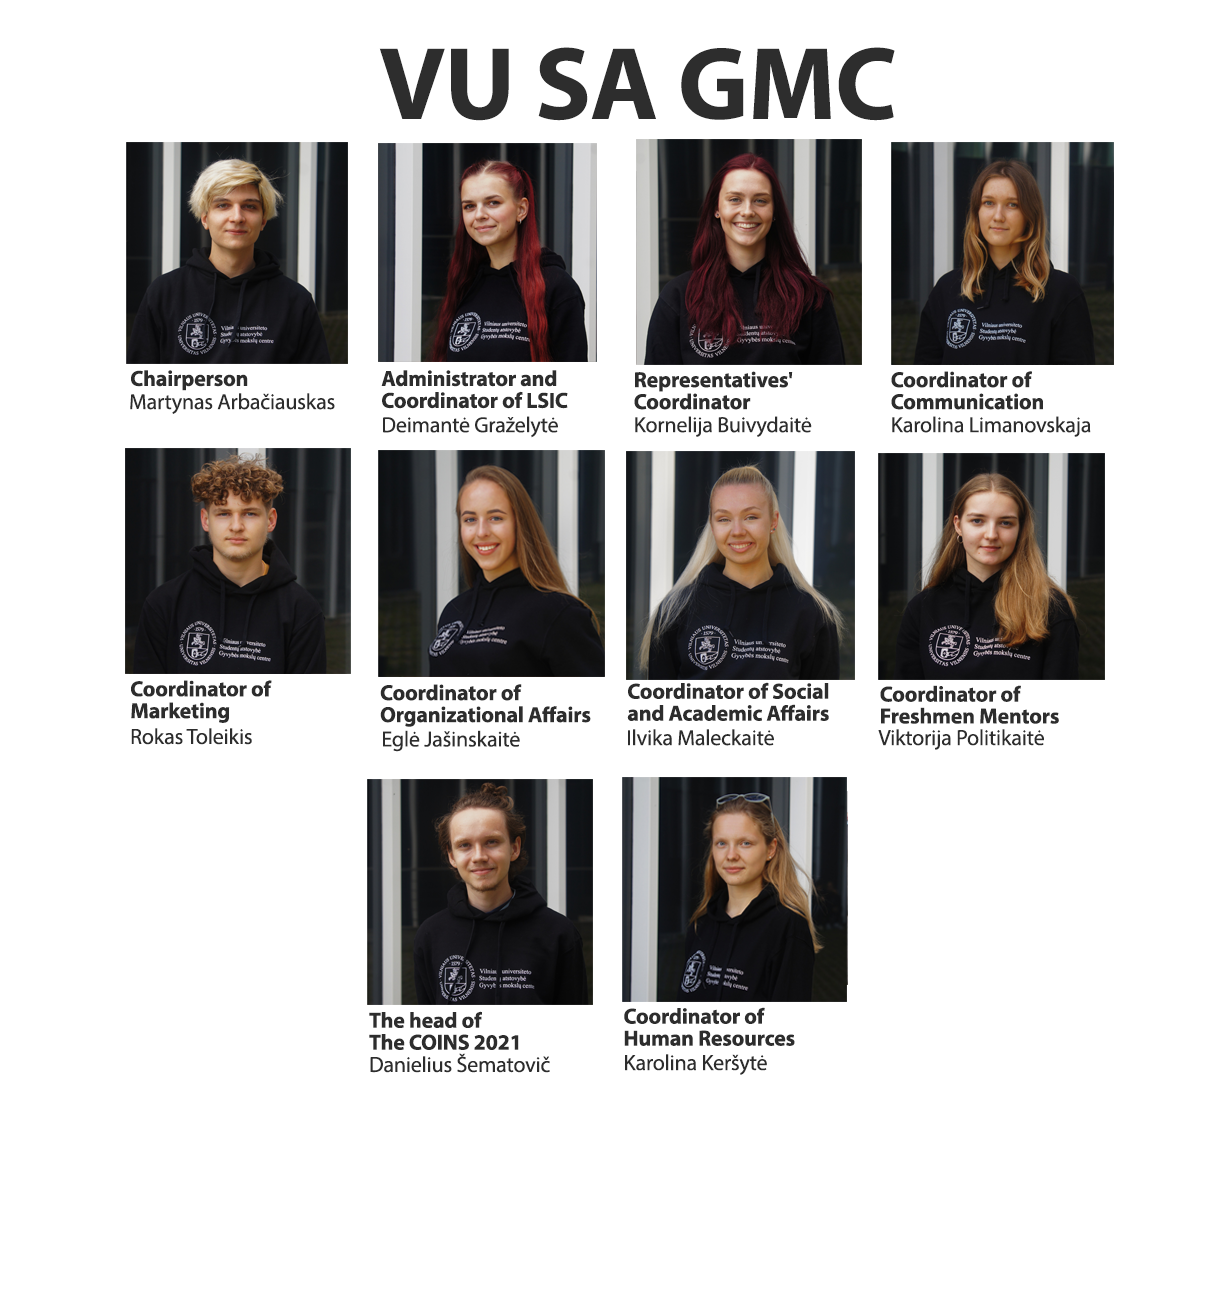 VU SA GMC
Chairperson
Martynas Arbačiauskas
Administrator and
Coordinator of LSIC
Deimantė Graželytė
Representatives'
Coordinator
Kornelija Buivydaitė
Coordinator of
Communication
Karolina Limanovskaja
Coordinator of
Marketing
Rokas Toleikis
Coordinator of
Organizational Affairs
Eglė Jašinskaitė
Coordinator of Social
and Academic Affairs
Ilvika Maleckaitė
Coordinator of
Freshmen Mentors
Viktorija Politikaitė
The head of
The COINS 2021
Danielius Šematovič
Coordinator of
Human Resources
Karolina Keršytė